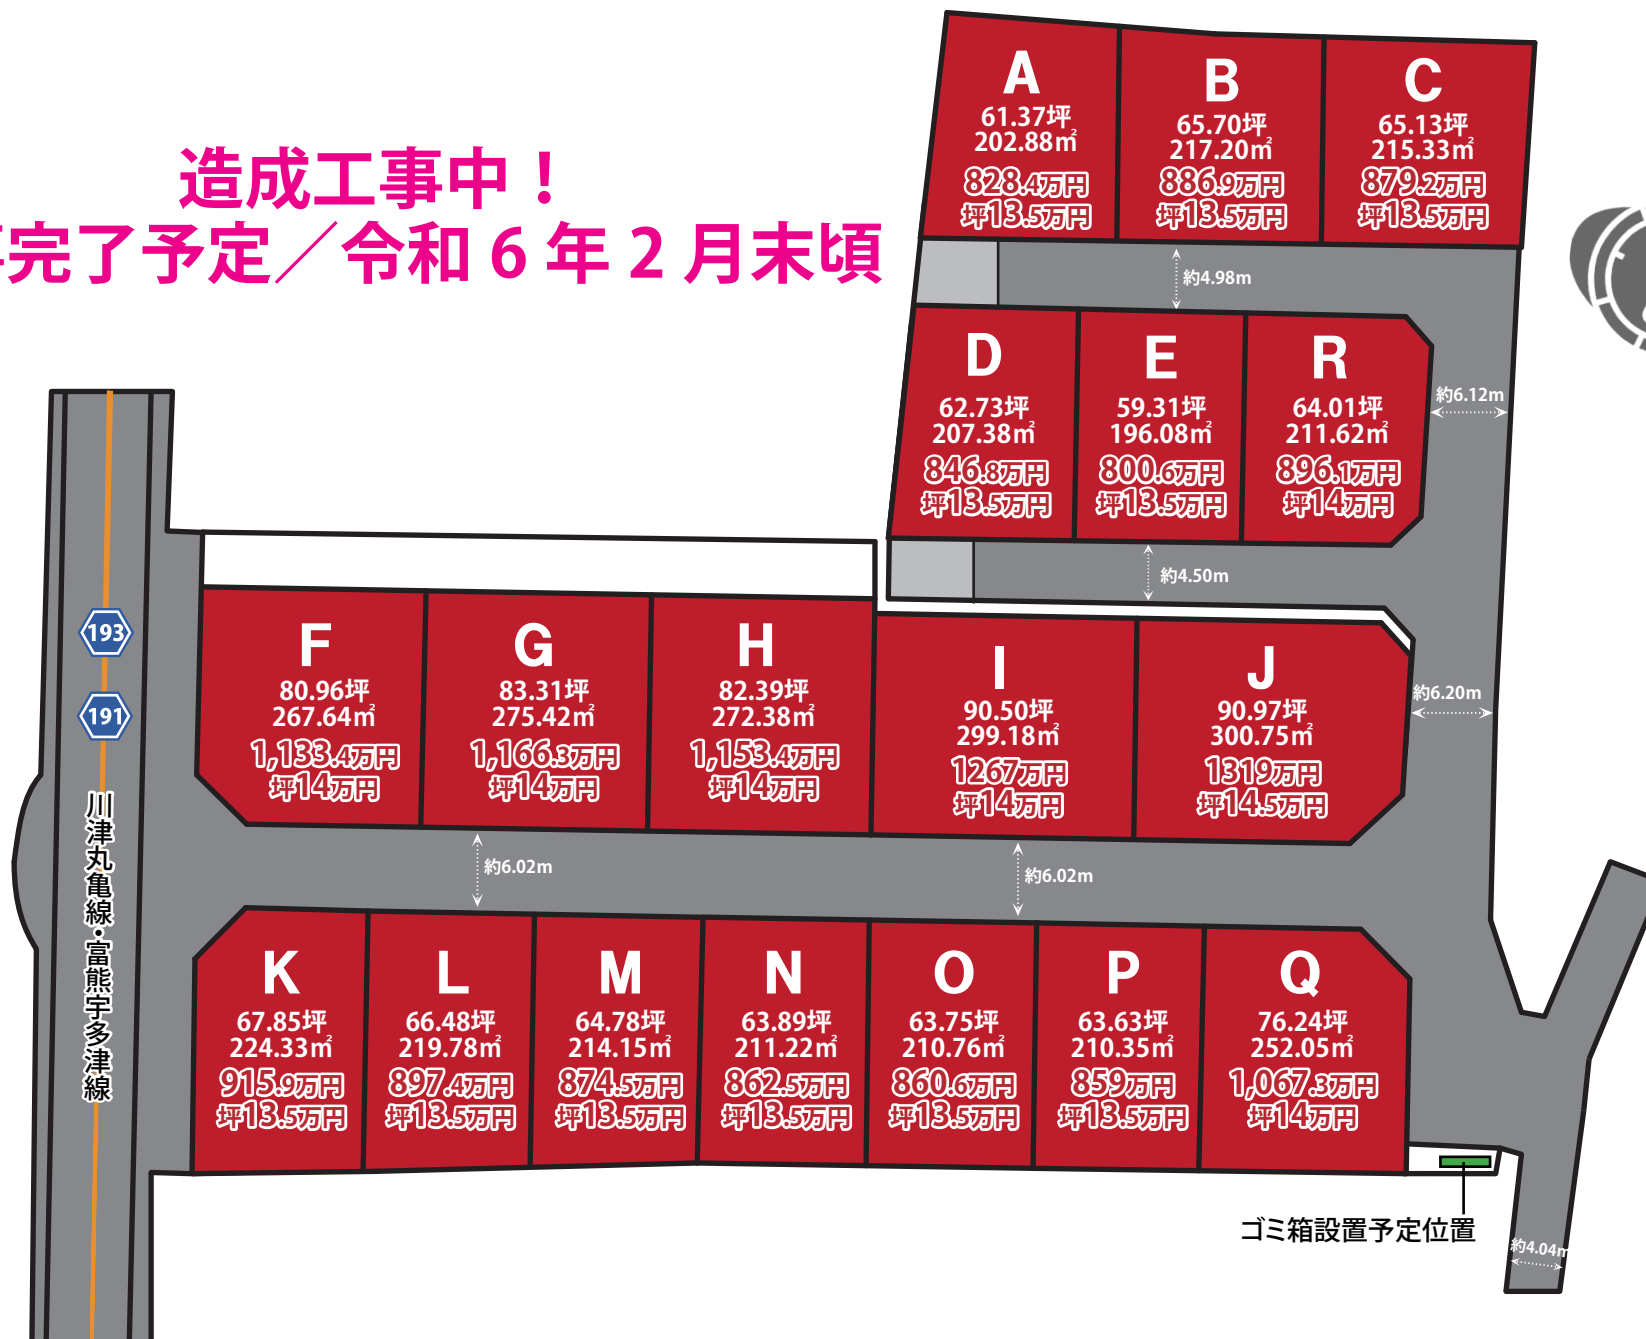 造成工事中！
完了予定／令和6年2月末頃
A
61.37坪
202.88㎡
828.4万円
坪13.5万円
B
65.70坪
217.20㎡
886.9万円
坪13.5万円
C
65.13坪
215.33㎡
879.2万円
坪13.5万円
約4.98m
D
62.73坪
207.38㎡
846.8万円
坪13.5万円
E
59.31坪
196.08㎡
800.6万円
坪13.5万円
R
64.01坪
211.62㎡
896.1万円
坪14万円
約6.12m
約4.50m
F
80.96坪
267.64㎡
1,133.4万円
坪14万円
G
83.31坪
275.42㎡
1,166.3万円
坪14万円
H
82.39坪
272.38㎡
1,153.4万円
坪14万円
I
90.50坪
299.18㎡
1267万円
坪14万円
J
90.97坪
300.75㎡
1319万円
坪14.5万円
約6.20m
193
191
川津丸亀線・富熊宇多津線
約6.02m
約6.02m
K
67.85坪
224.33㎡
915.9万円
坪13.5万円
L
66.48坪
219.78㎡
897.4万円
坪13.5万円
M
64.78坪
214.15㎡
874.5万円
坪13.5万円
N
63.89坪
211.22㎡
862.5万円
坪13.5万円
O
63.75坪
210.76㎡
860.6万円
坪13.5万円
P
63.63坪
210.35㎡
859万円
坪13.5万円
Q
76.24坪
252.05㎡
1,067.3万円
坪14万円
ゴミ箱設置予定位置
約4.04m